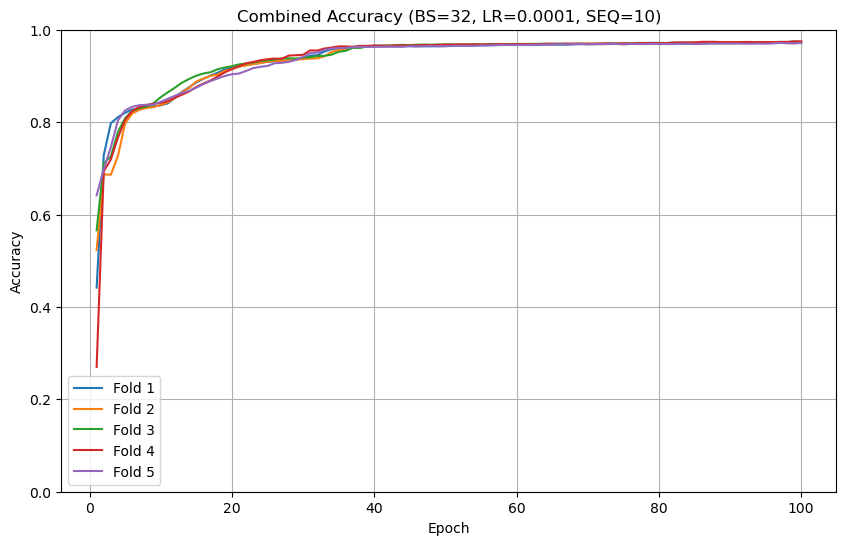 Combined Accuracy (BS=32, LR=0.0001, SEQ=10)
1.0
0.8
0.6
0.4
0.2
0.0
Accuracy
Fold 1
Fold 2
Fold 3
Fold 4
Fold 5
0 20 40 60 80 100
Epoch